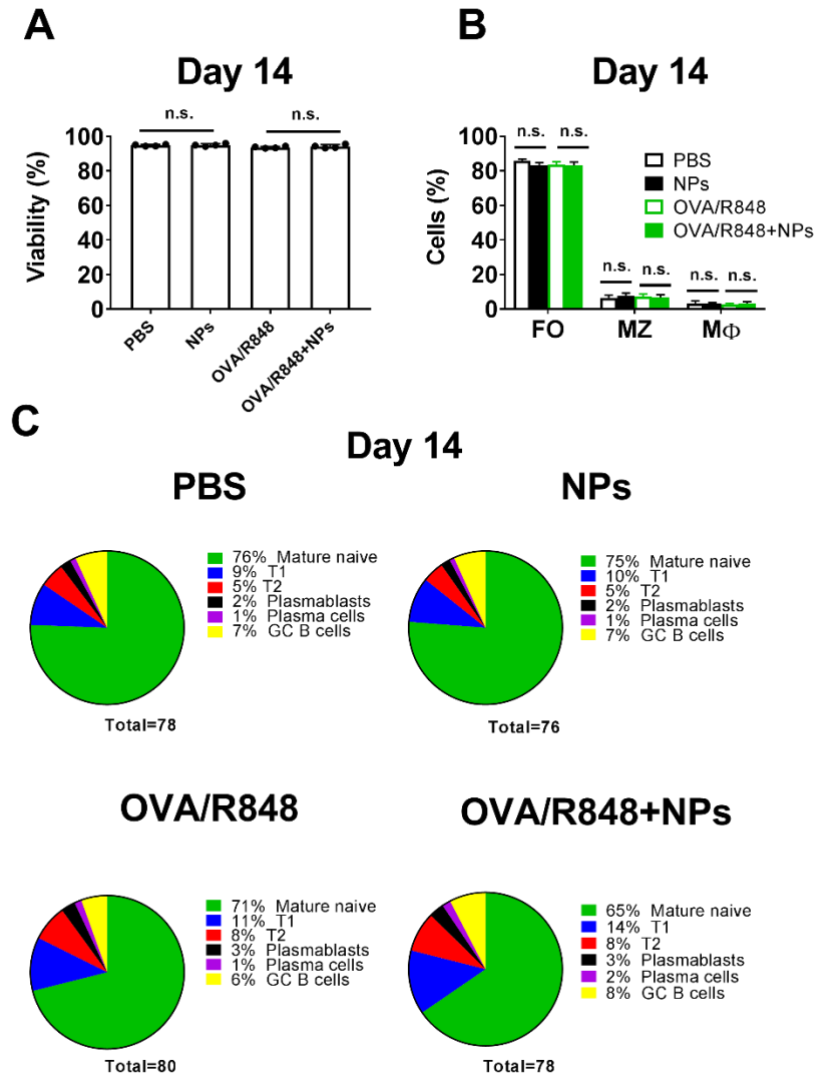 A
Day 14
n.s.
n.s.
100
80
60
40
20
0
Viability (%)
PBS
NPs
OVA/R848
OVA/R848+NPs
B
Day 14
n.s.
n.s.
n.s.
n.s.
n.s.
n.s.
100
80
60
40
20
0
Cells (%)
PBS
NPs
OVA/R848
OVA/R848+NPs
FO
MZ
MΦ
C
Day 14
PBS
76% Mature naive
9% T1
5% T2
2% Plasmablasts
1% Plasma cells
7% GC B cells
Total=78
NPs
75% Mature naive
10% T1
5% T2
2% Plasmablasts
1% Plasma cells
7% GC B cells
Total=76
OVA/R848
71% Mature naive
11% T1
8% T2
3% Plasmablasts
1% Plasma cells
6% GC B cells
Total=80
OVA/R848+NPs
65% Mature naive
14% T1
8% T2
3% Plasmablasts
2% Plasma cells
8% GC B cells
Total=78